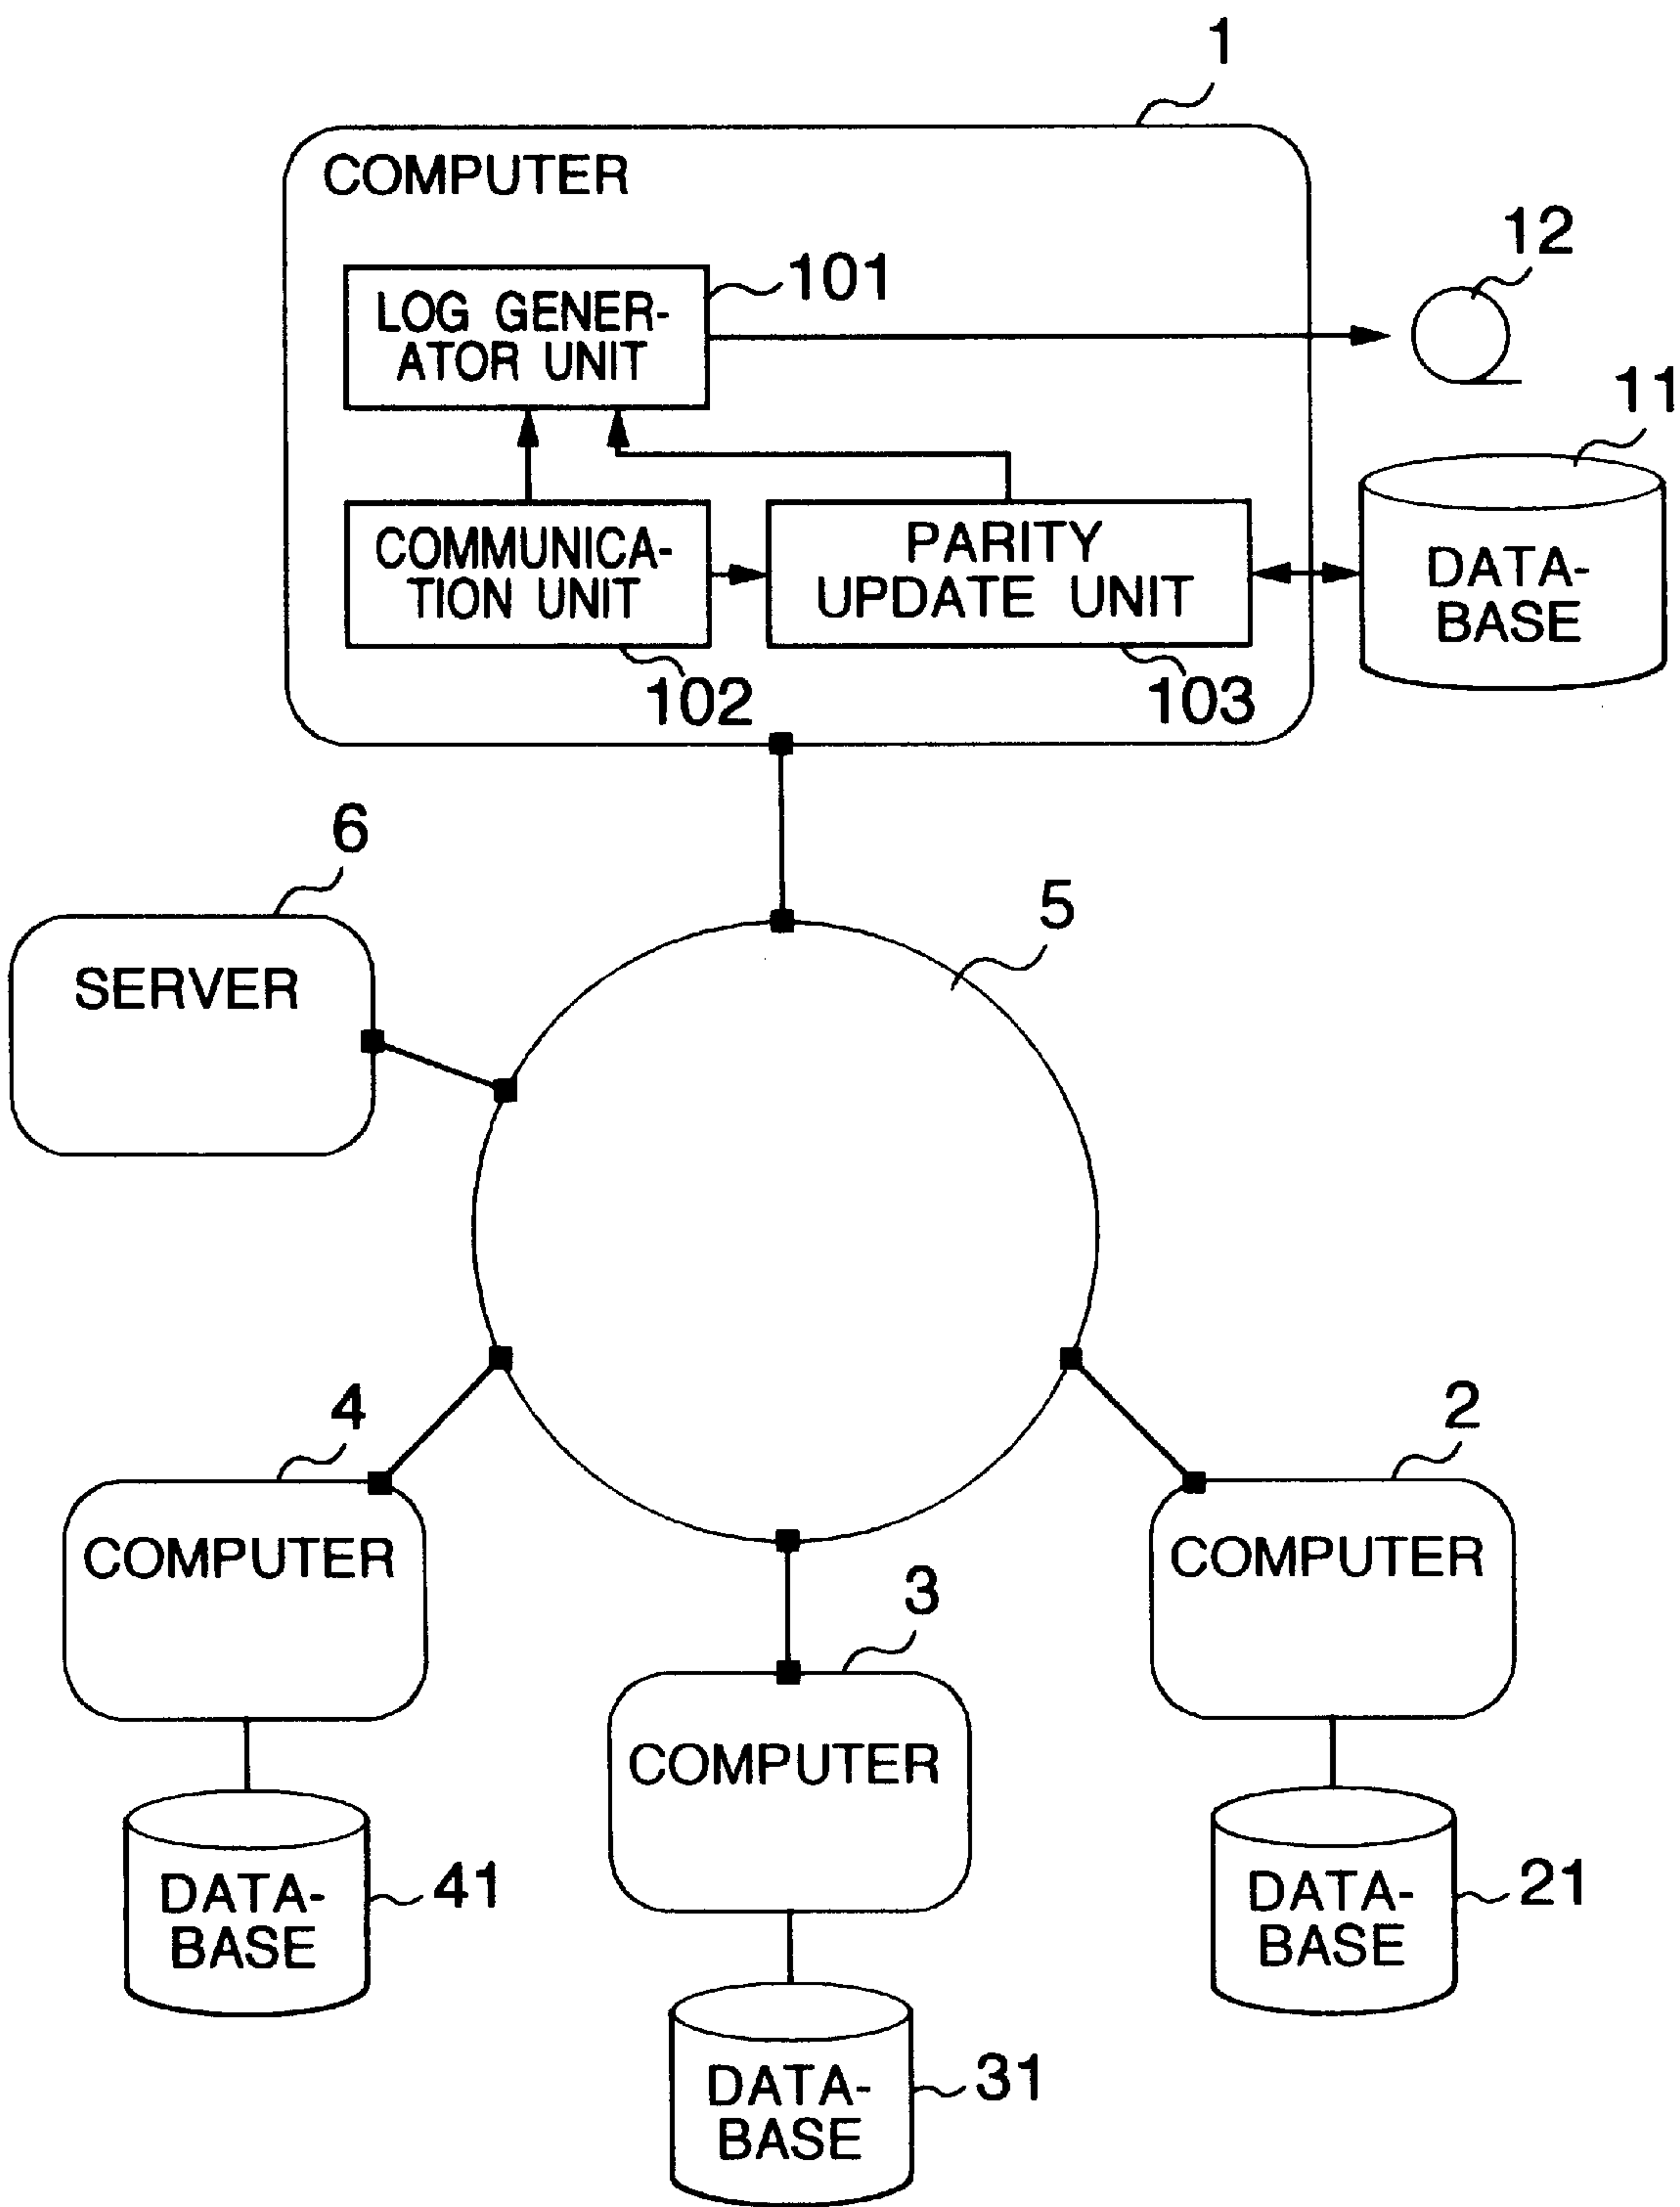 1
COMPUTER
12
101
LOG GENER-
ATOR UNIT
11
COMMUNICA-
TION UNIT
PARITY
UPDATE UNIT
DATA-
BASE
102
103
6
5
SERVER
4
2
COMPUTER
COMPUTER
3
COMPUTER
DATA-
BASE
41
DATA-
BASE
21
DATA-
BASE
31